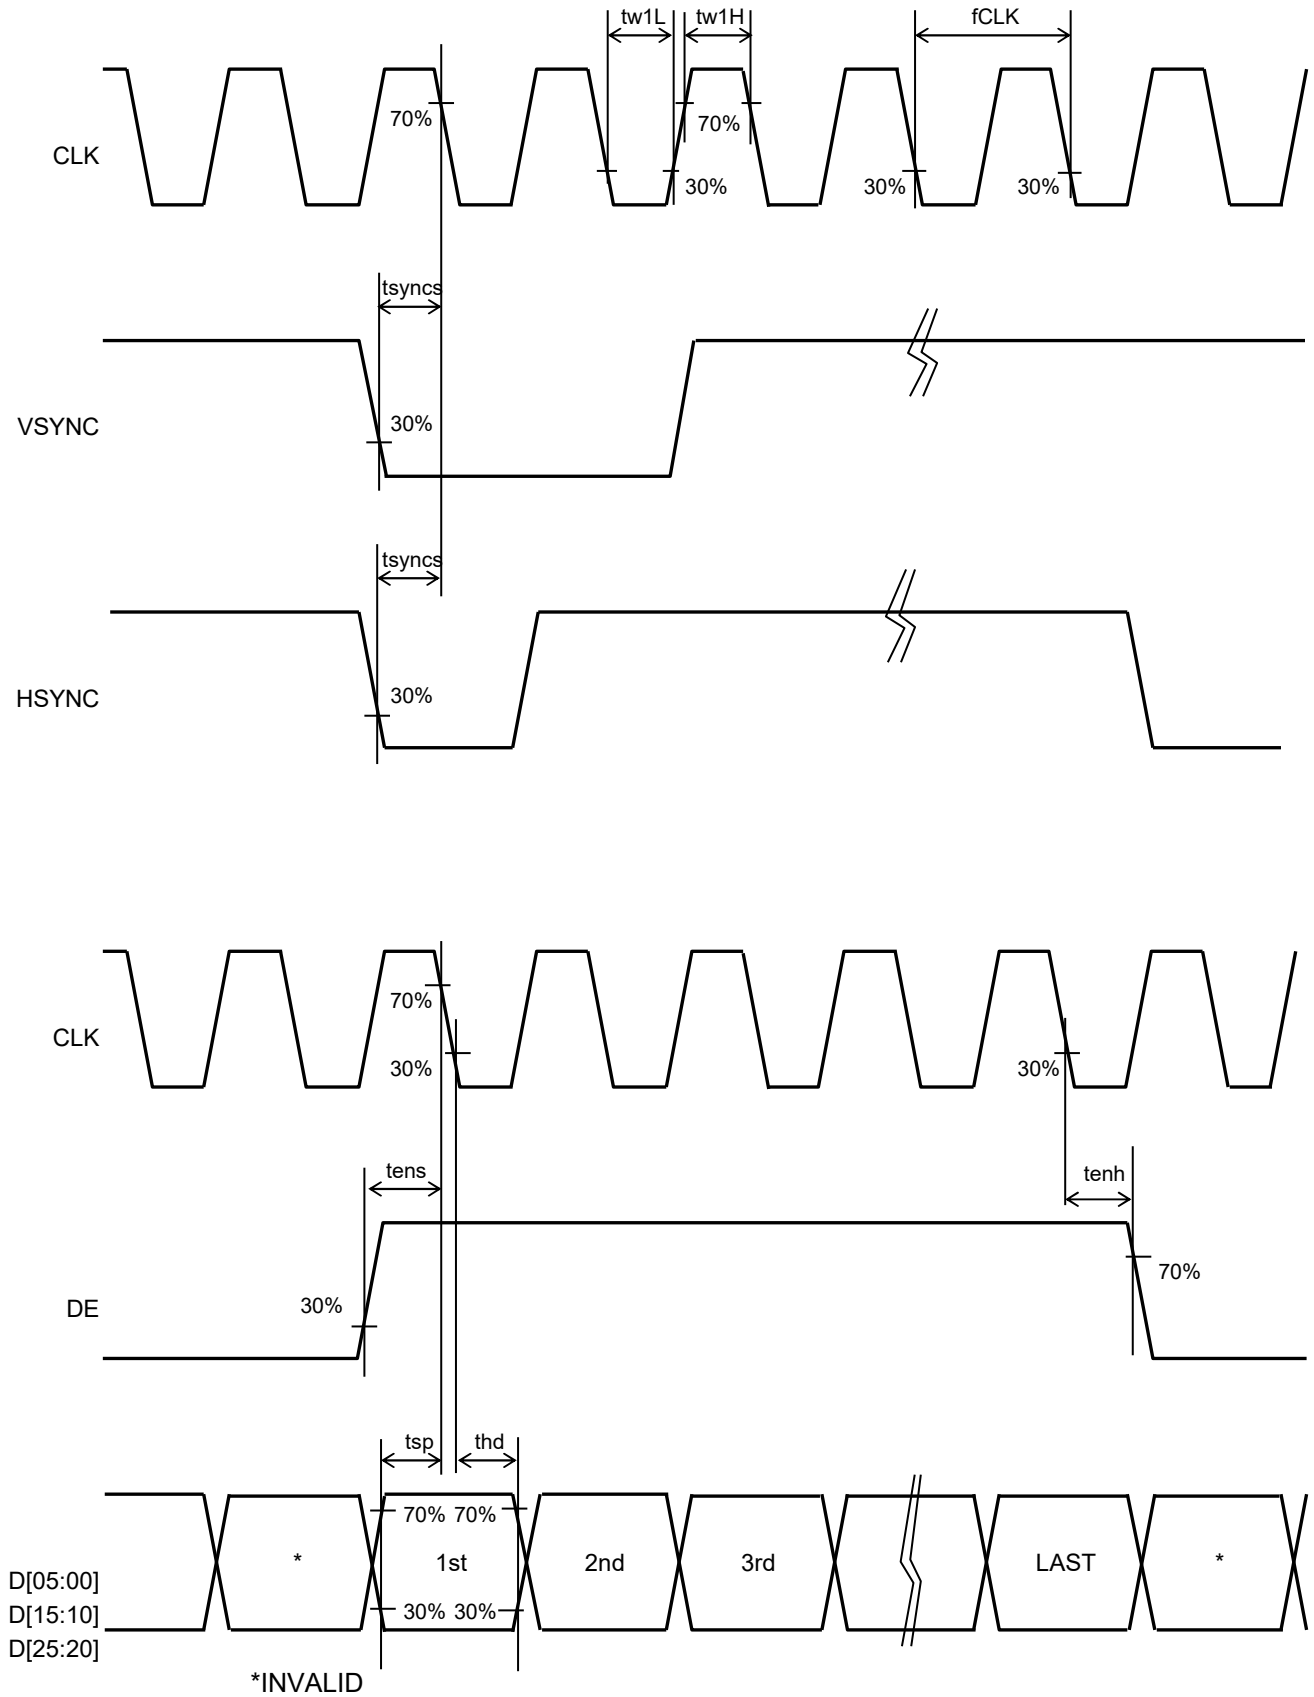 tw1L tw1H fCLK
70% 70%
CLK
30% 30% 30%
tsyncs
30%
VSYNC
tsyncs
30%
HSYNC
70%
CLK
30% 30%
tens tenh
70%
30%
DE
tsp thd
70% 70%
* 1st 2nd 3rd LAST *
D[05:00]
30% 30%
D[15:10]
D[25:20]
*INVALID